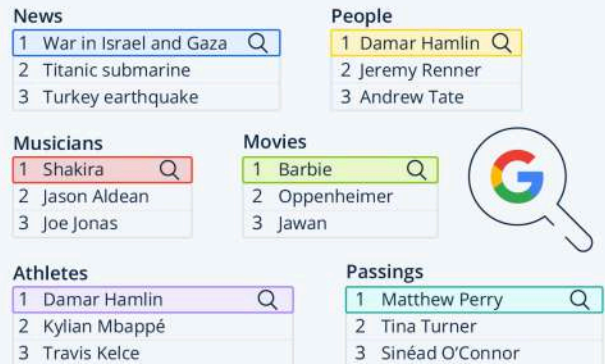 News
1 War in Israel and Gaza
2 Titanic submarine
3 Turkey earthquake
People
1 Damar Hamlin
2 Jeremy Renner
3 Andrew Tate
Musicians
1 Shakira
2 Jason Aldean
3 Joe Jonas
Movies
1 Barbie
2 Oppenheimer
3 Jawan
G
Athletes
1 Damar Hamlin
2 Kylian Mbappé
3 Travis Kelce
Passings
1 Matthew Perry
2 Tina Turner
3 Sinéad O'Connor